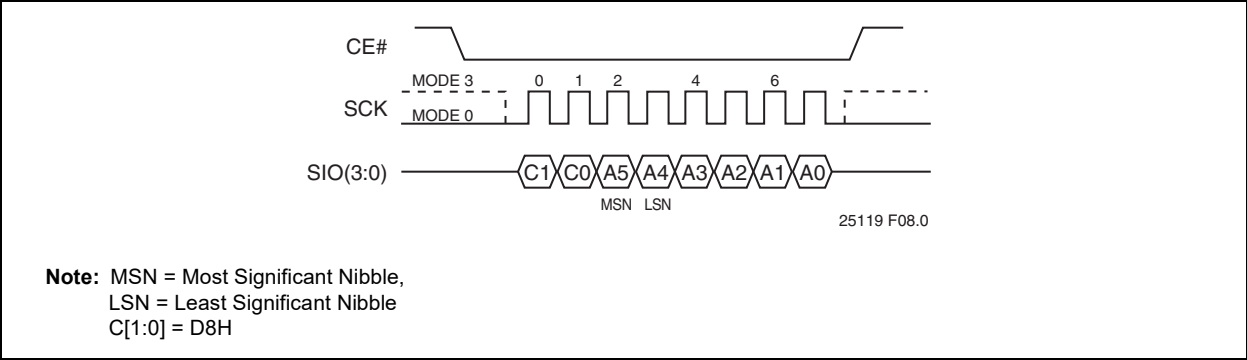 CE#
MODE 3 0 1 2 4 6
SCK
MODE 0
SIO(3:0) C1 C0 A5 A4 A3 A2 A1 A0
MSN LSN
25119 F08.0
Note: MSN = Most Significant Nibble,
LSN = Least Significant Nibble
C[1:0] = D8H